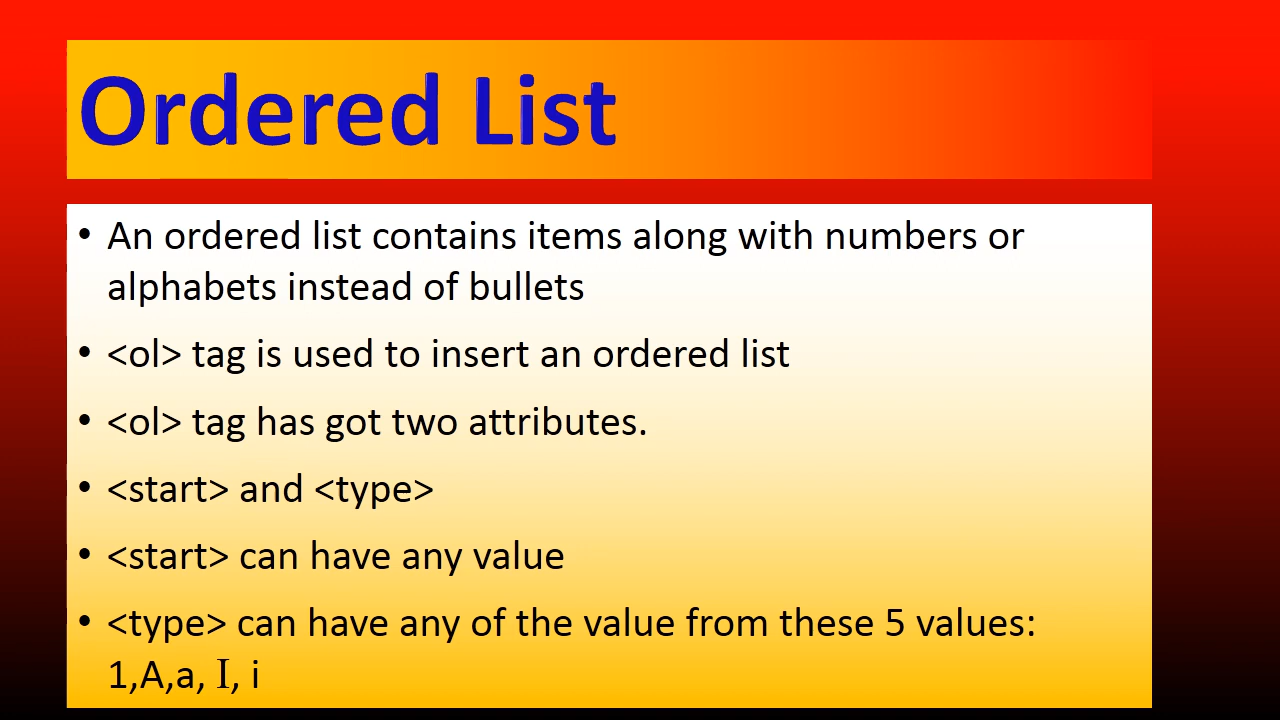 Ordered List
• An ordered list contains items along with numbers or
alphabets instead of bullets
• <ol> tag is used to insert an ordered list
• <ol> tag has got two attributes.
• <start> and <type>
• <start> can have any value
• <type> can have any of the value from these 5 values:
1,A,a, I, i